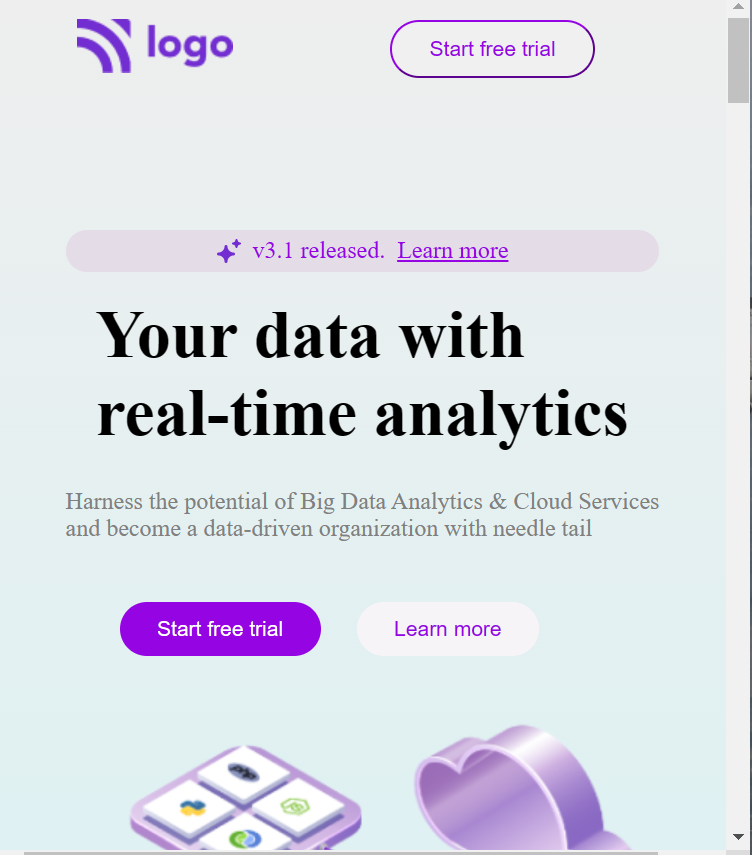 logo
Start free trial
v3.1 released. Learn more
Your data with
real-time analytics
Harness the potential of Big Data Analytics & Cloud Services
and become a data-driven organization with needle tail
Start free trial
Learn more
php